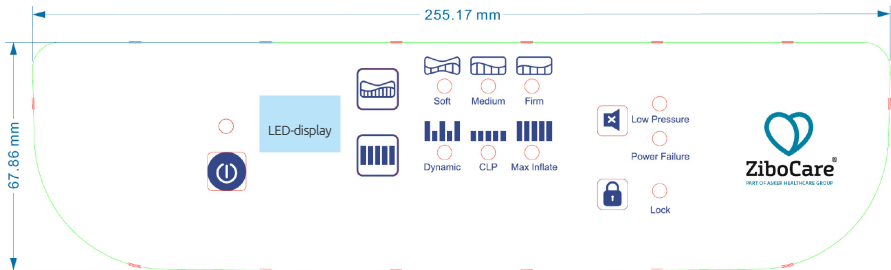 255.17 mm
67.86 mm
LED-display
Soft
Medium
Firm
Dynamic
CLP
Max Inflate
Low Pressure
Power Failure
Lock
ZiboCare®
PART OF ASKER HEALTHCARE GROUP